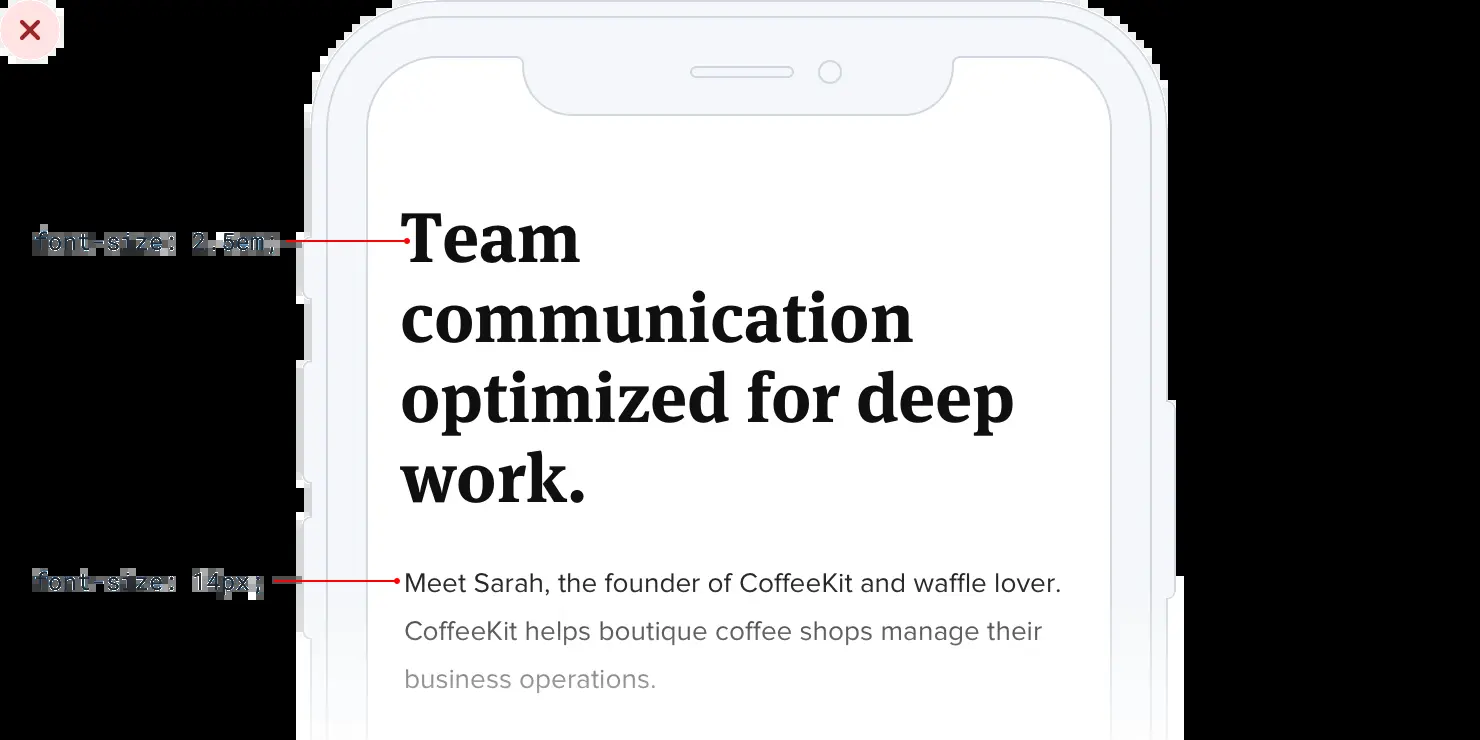 font-size: 2.5em;
Team
communication
optimized for deep
work.
font-size: 14px;
Meet Sarah, the founder of CoffeeKit and waffle lover.
CoffeeKit helps boutique coffee shops manage their
business operations.